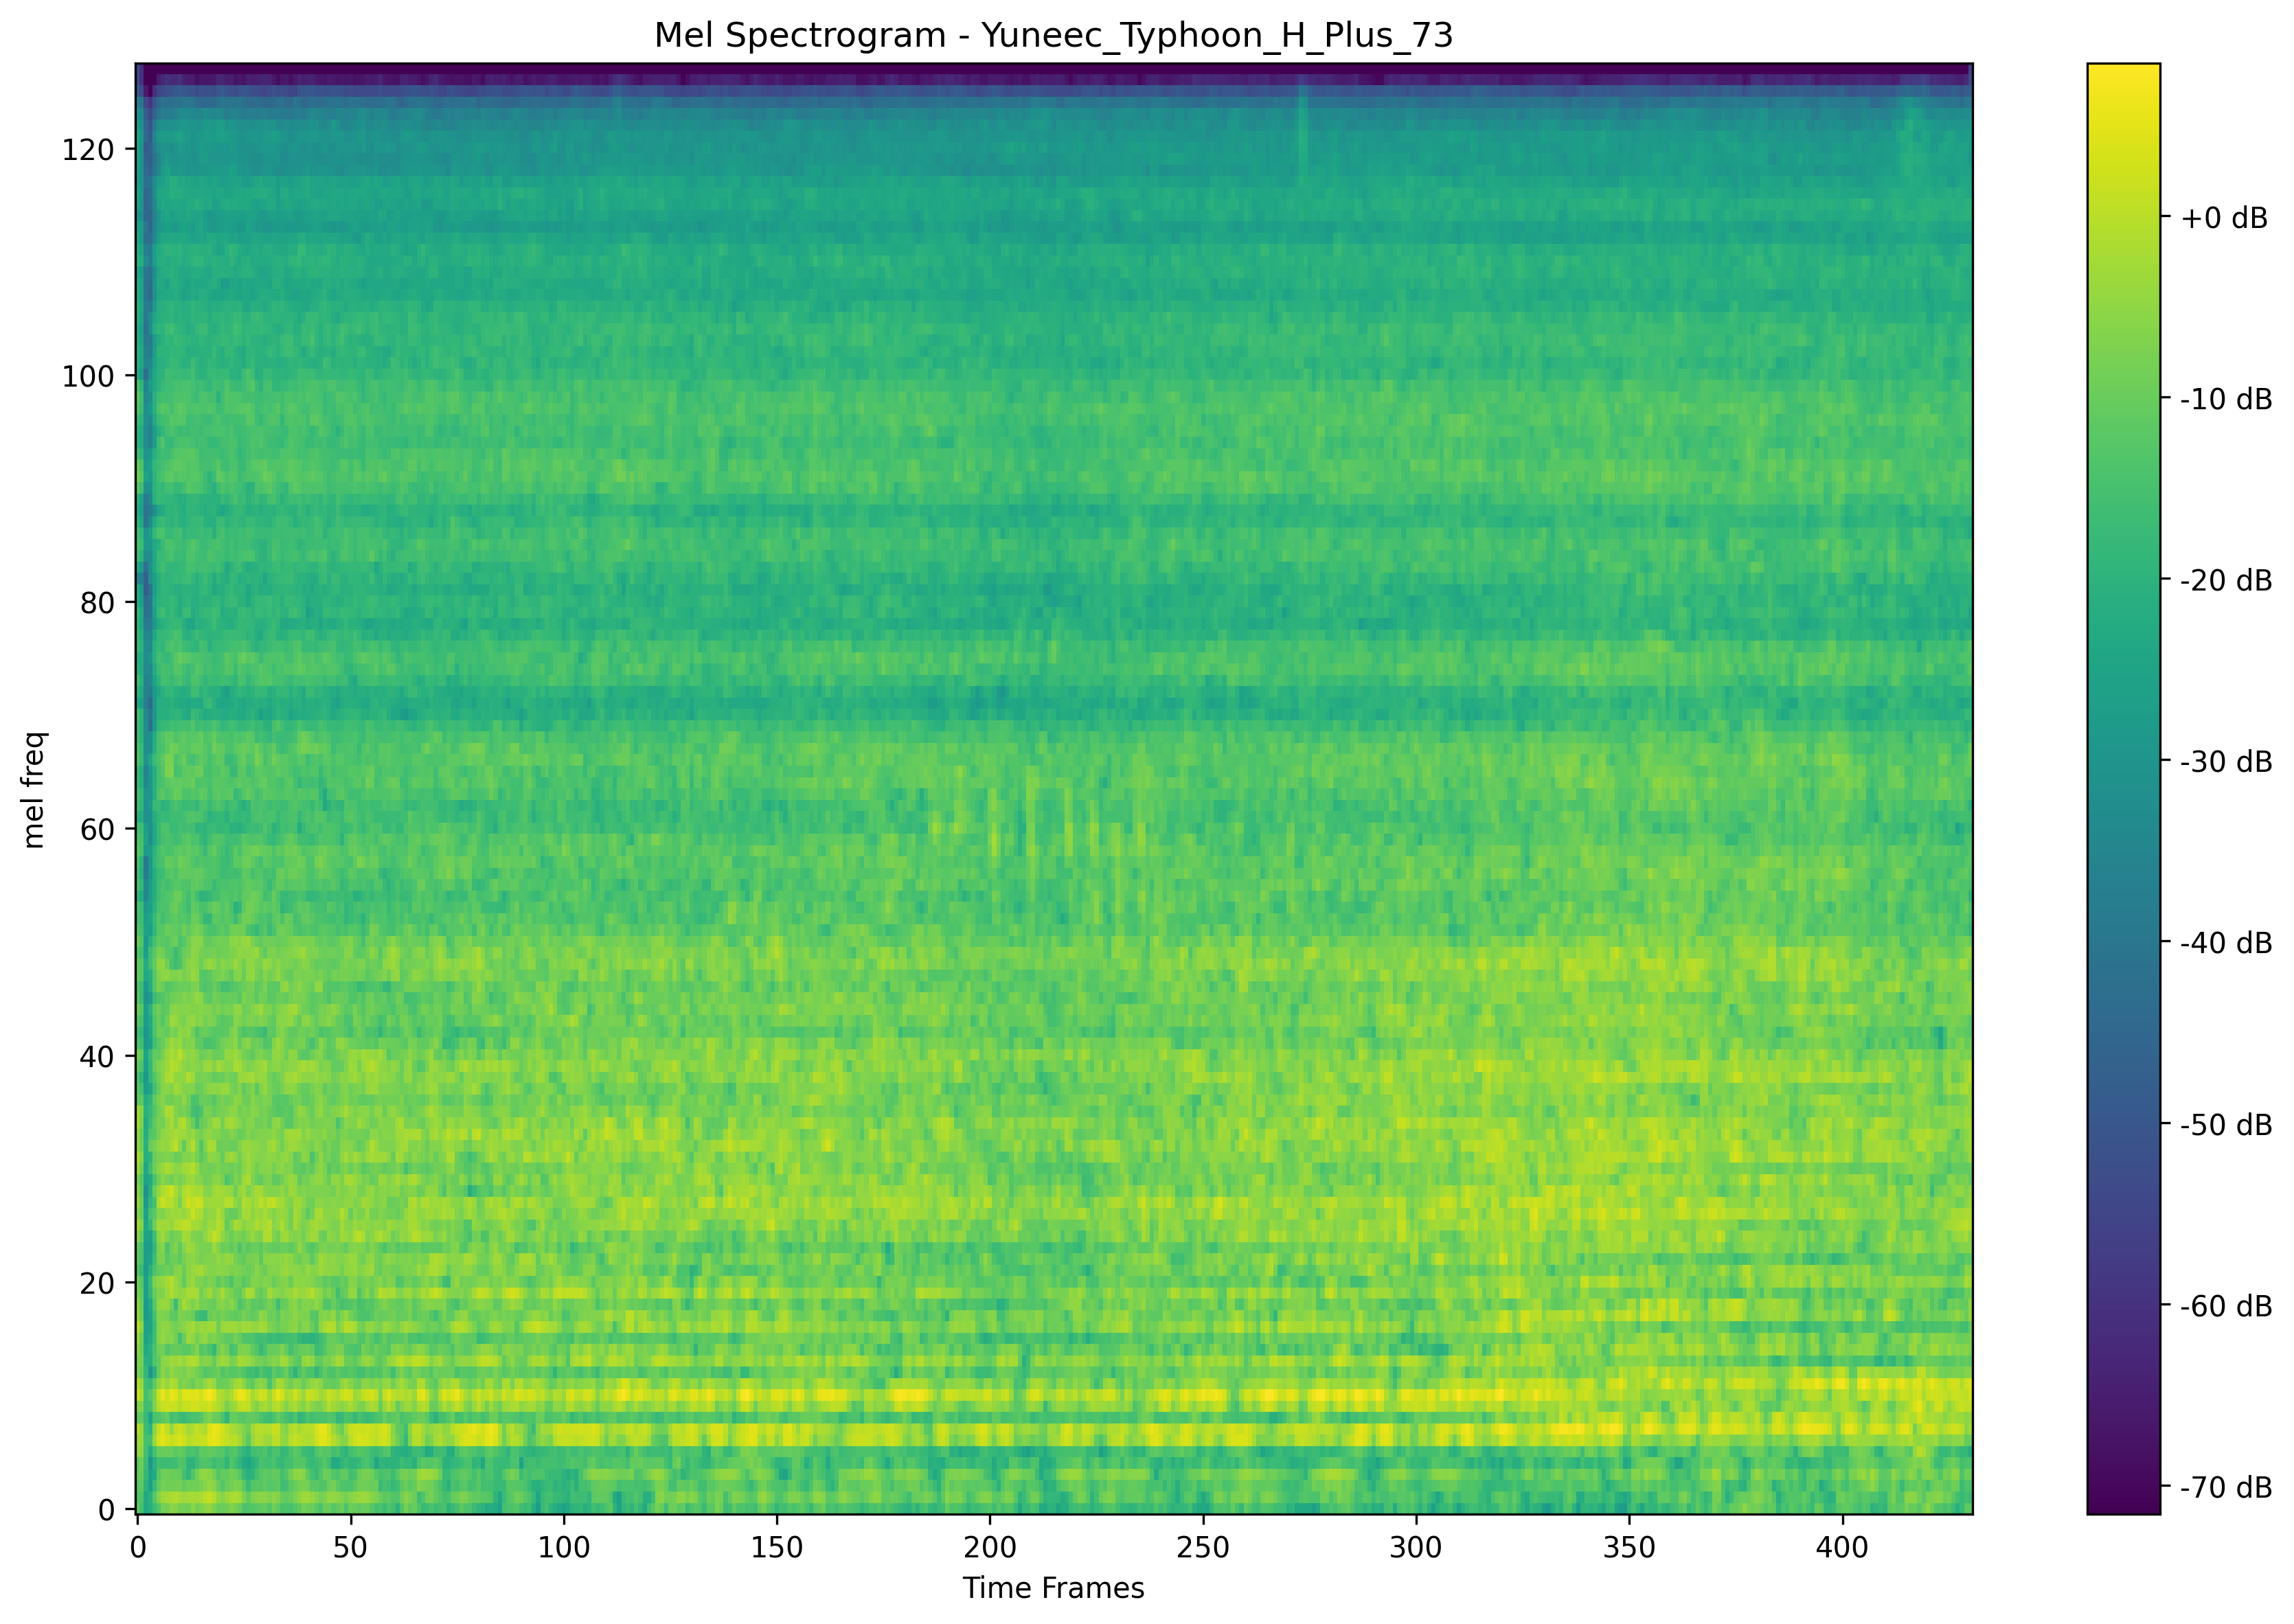 Mel Spectrogram - Yuneec_Typhoon_H_Plus_73
mel freq
120
100
80
60
40
20
0
0 50 100 150 200 250 300 350 400
Time Frames
+0 dB
-10 dB
-20 dB
-30 dB
-40 dB
-50 dB
-60 dB
-70 dB